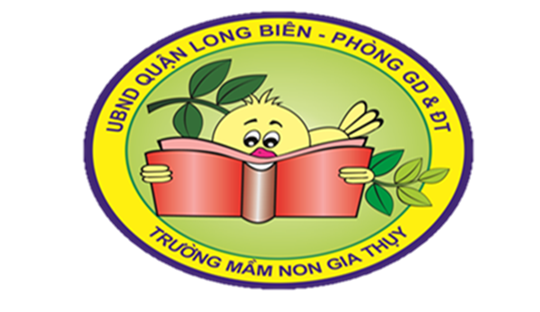 UBND QUẬN LONG BIÊN - PHÒNG GD & ĐT
TRƯỜNG MẦM NON GIA THỤY